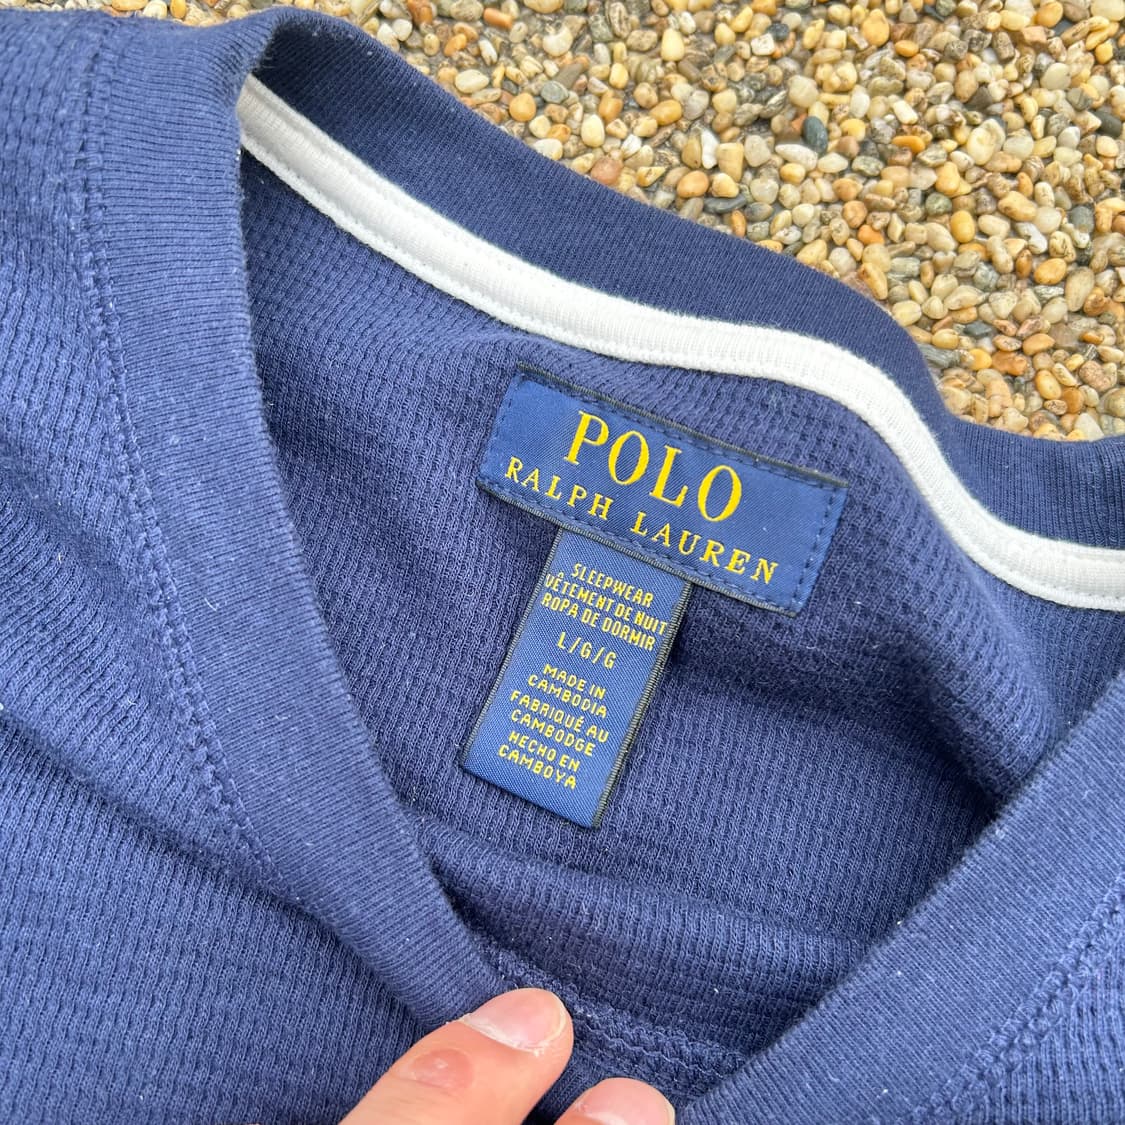 POLO
RALPH LAUREN
SLEEPWEAR
VÊTEMENT DE NUIT
ROPA DE DORMIR
L/G/G
MADE IN
CAMBODIA
FABRIQUÉ AU
CAMBODGE
HECHO EN
CAMBOYA